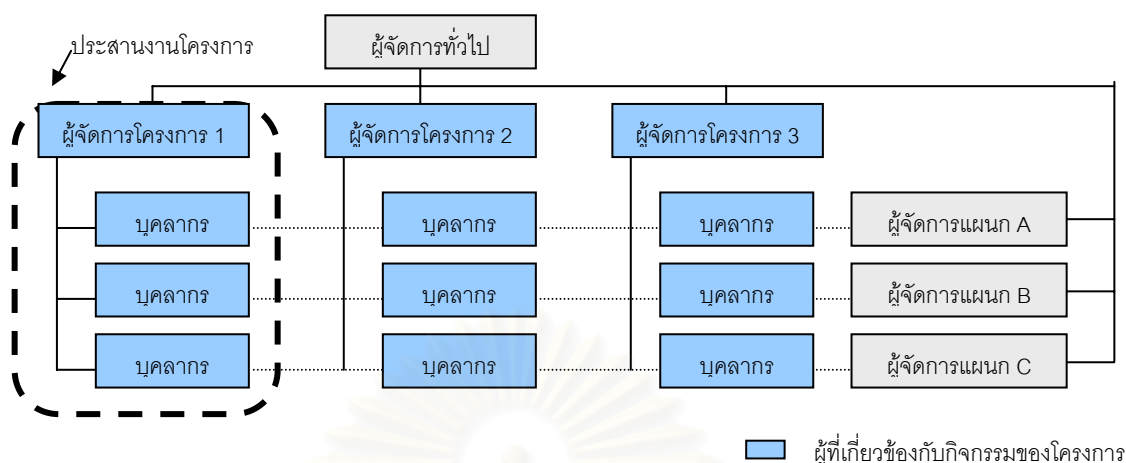 ประสานงานโครงการ
ผู้จัดการทั่วไป
ผู้จัดการโครงการ 1
ผู้จัดการโครงการ 2
ผู้จัดการโครงการ 3
บุคลากร
บุคลากร
บุคลากร
ผู้จัดการแผนก A
บุคลากร
บุคลากร
บุคลากร
ผู้จัดการแผนก B
บุคลากร
บุคลากร
บุคลากร
ผู้จัดการแผนก C
ผู้ที่เกี่ยวข้องกับกิจกรรมของโครงการ